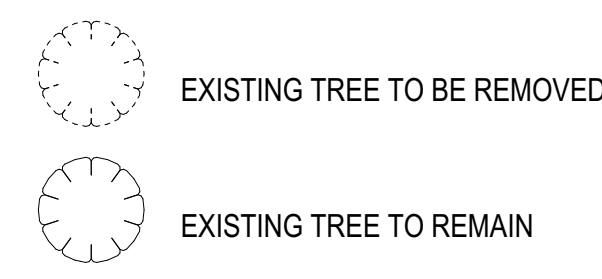 EXISTING TREE TO BE REMOVED
EXISTING TREE TO REMAIN